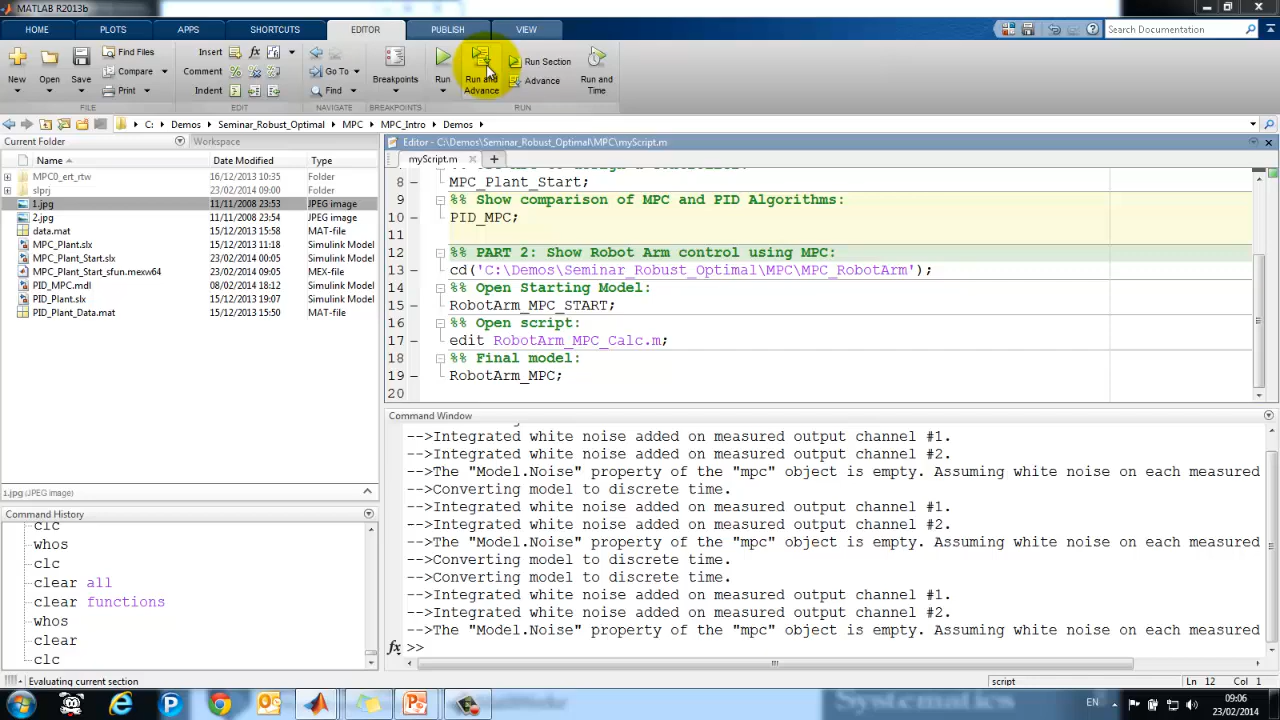 MATLAB R2013b
HOME PLOTS APPS SHORTCUTS EDITOR PUBLISH VIEW
Search Documentation
New Open Save Find Files Compare Print
Insert Comment Indent
Go To Find
Breakpoints
Run Run and Advance Run Section Advance Run and Time
FILE EDIT NAVIGATE BREAKPOINTS RUN
C: Demos Seminar_Robust_Optimal MPC MPC_Intro Demos
Current Folder Workspace
Name Date Modified Type
MPC0_ert_rtw 16/12/2013 10:35 Folder
slprj 23/02/2014 09:00 Folder
1.jpg 11/11/2008 23:53 JPEG image
2.jpg 11/11/2008 23:54 JPEG image
data.mat 15/12/2013 15:58 MAT-file
MPC_Plant.slx 15/12/2013 11:18 Simulink Model
MPC_Plant_Start.slx 23/02/2014 00:05 Simulink Model
MPC_Plant_Start_sfun.mexw64 23/02/2014 09:05 MEX-file
PID_MPC.mdl 08/02/2014 18:12 Simulink Model
PID_Plant.slx 15/12/2013 19:07 Simulink Model
PID_Plant_Data.mat 15/12/2013 15:50 MAT-file
1.jpg (JPEG image)
Command History
clc
whos
clc
clear all
clear functions
whos
clear
clc
Editor - C:\Demos\Seminar_Robust_Optimal\MPC\myScript.m
myScript.m
8 MPC_Plant_Start;
9 %% Show comparison of MPC and PID Algorithms:
10 PID_MPC;
11
12 %% PART 2: Show Robot Arm control using MPC:
13 cd('C:\Demos\Seminar_Robust_Optimal\MPC\MPC_RobotArm');
14 %% Open Starting Model:
15 RobotArm_MPC_START;
16 %% Open script:
17 edit RobotArm_MPC_Calc.m;
18 %% Final model:
19 RobotArm_MPC;
20
Command Window
-->Integrated white noise added on measured output channel #1.
-->Integrated white noise added on measured output channel #2.
-->The "Model.Noise" property of the "mpc" object is empty. Assuming white noise on each measured
-->Converting model to discrete time.
-->Integrated white noise added on measured output channel #1.
-->Integrated white noise added on measured output channel #2.
-->The "Model.Noise" property of the "mpc" object is empty. Assuming white noise on each measured
-->Converting model to discrete time.
-->Converting model to discrete time.
-->Integrated white noise added on measured output channel #1.
-->Integrated white noise added on measured output channel #2.
-->The "Model.Noise" property of the "mpc" object is empty. Assuming white noise on each measured
fx >>
Evaluating current section script Ln 12 Col 1
EN 09:06
23/02/2014